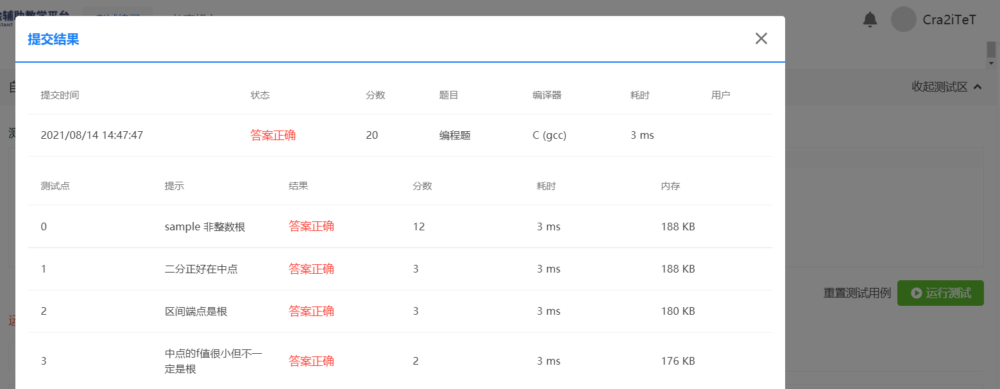 辅助教学平台
Cra2iTeT
提交结果
收起测试区
提交时间 状态 分数 题目 编译器 耗时 用户
2021/08/14 14:47:47 答案正确 20 编程题 C (gcc) 3 ms
测试点 提示 结果 分数 耗时 内存
0 sample 非整数根 答案正确 12 3 ms 188 KB
1 二分正好在中点 答案正确 3 3 ms 188 KB
重置测试用例 运行测试
2 区间端点是根 答案正确 3 3 ms 180 KB
中点的f值很小但不一
3 答案正确 2 3 ms 176 KB
定是根